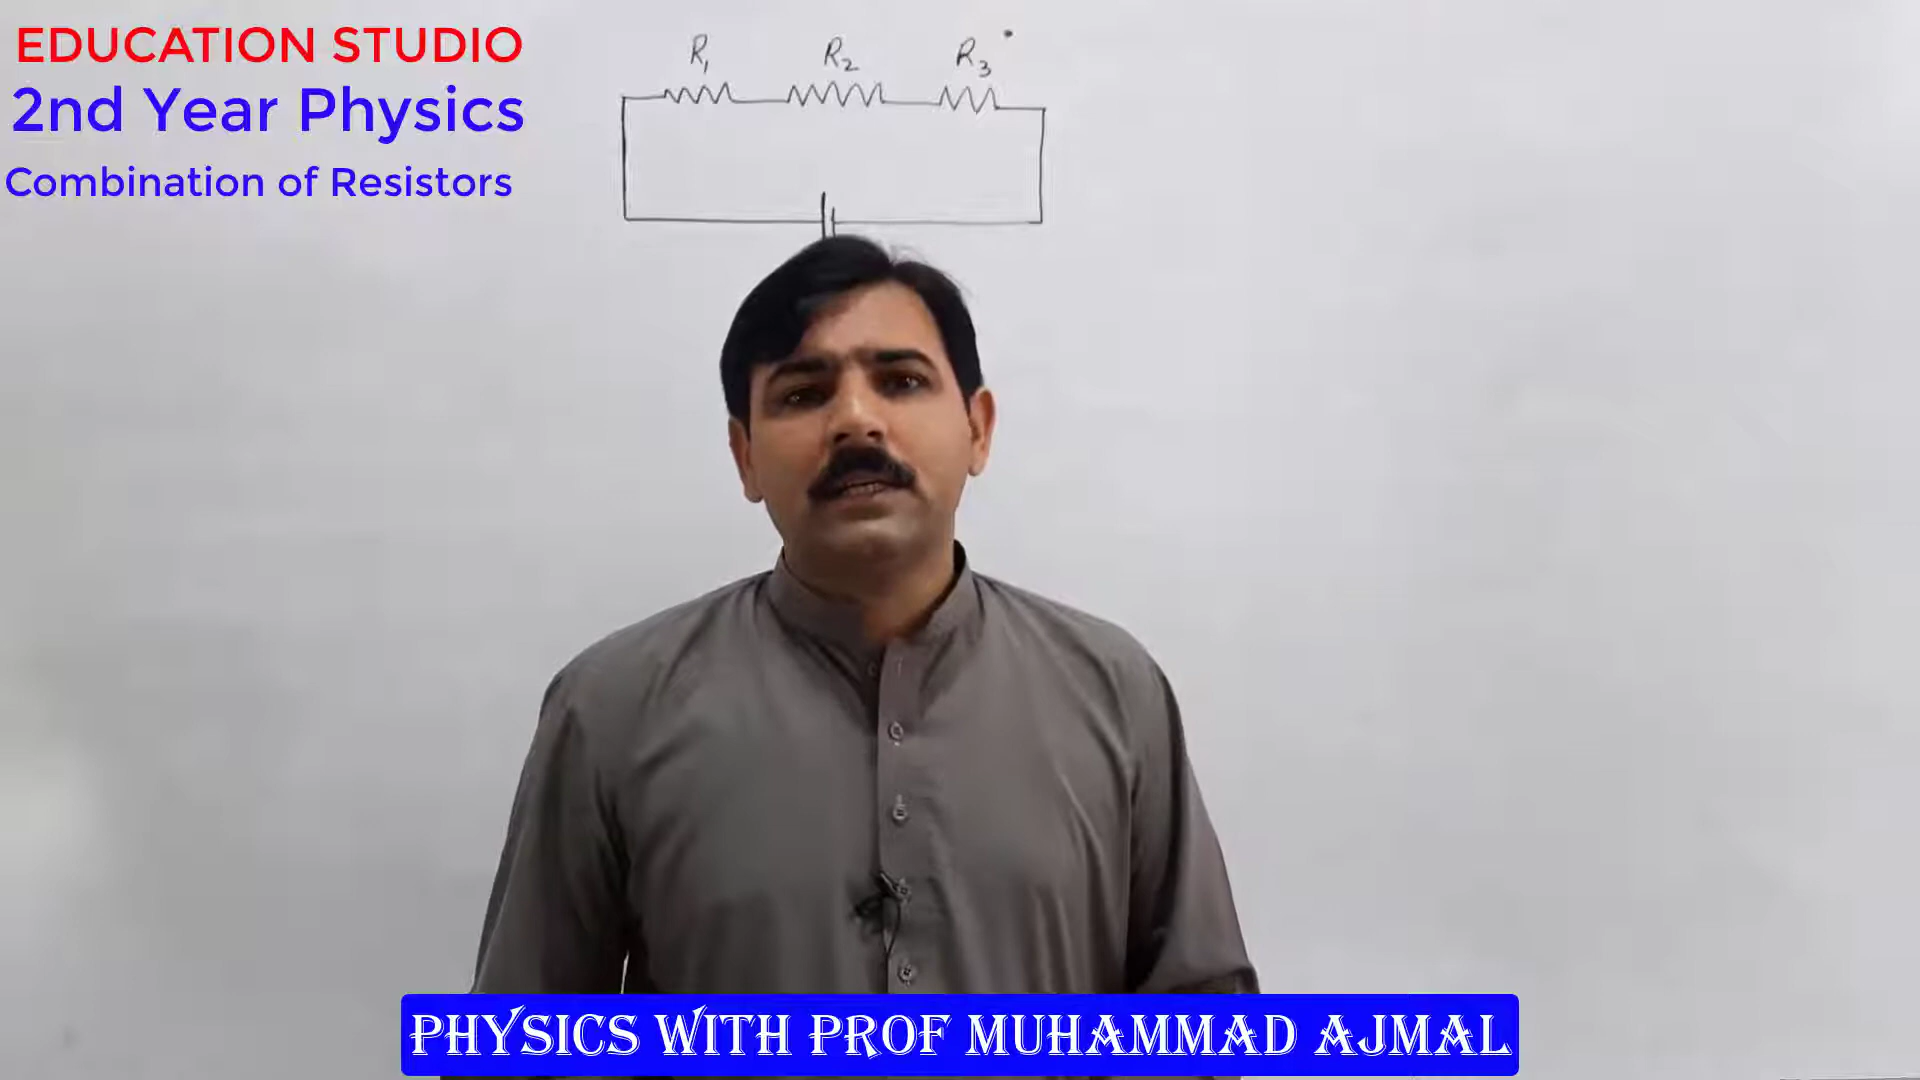 EDUCATION STUDIO
2nd Year Physics
Combination of Resistors
R₁ R₂ R₃
PHYSICS WITH PROF MUHAMMAD AJMAL